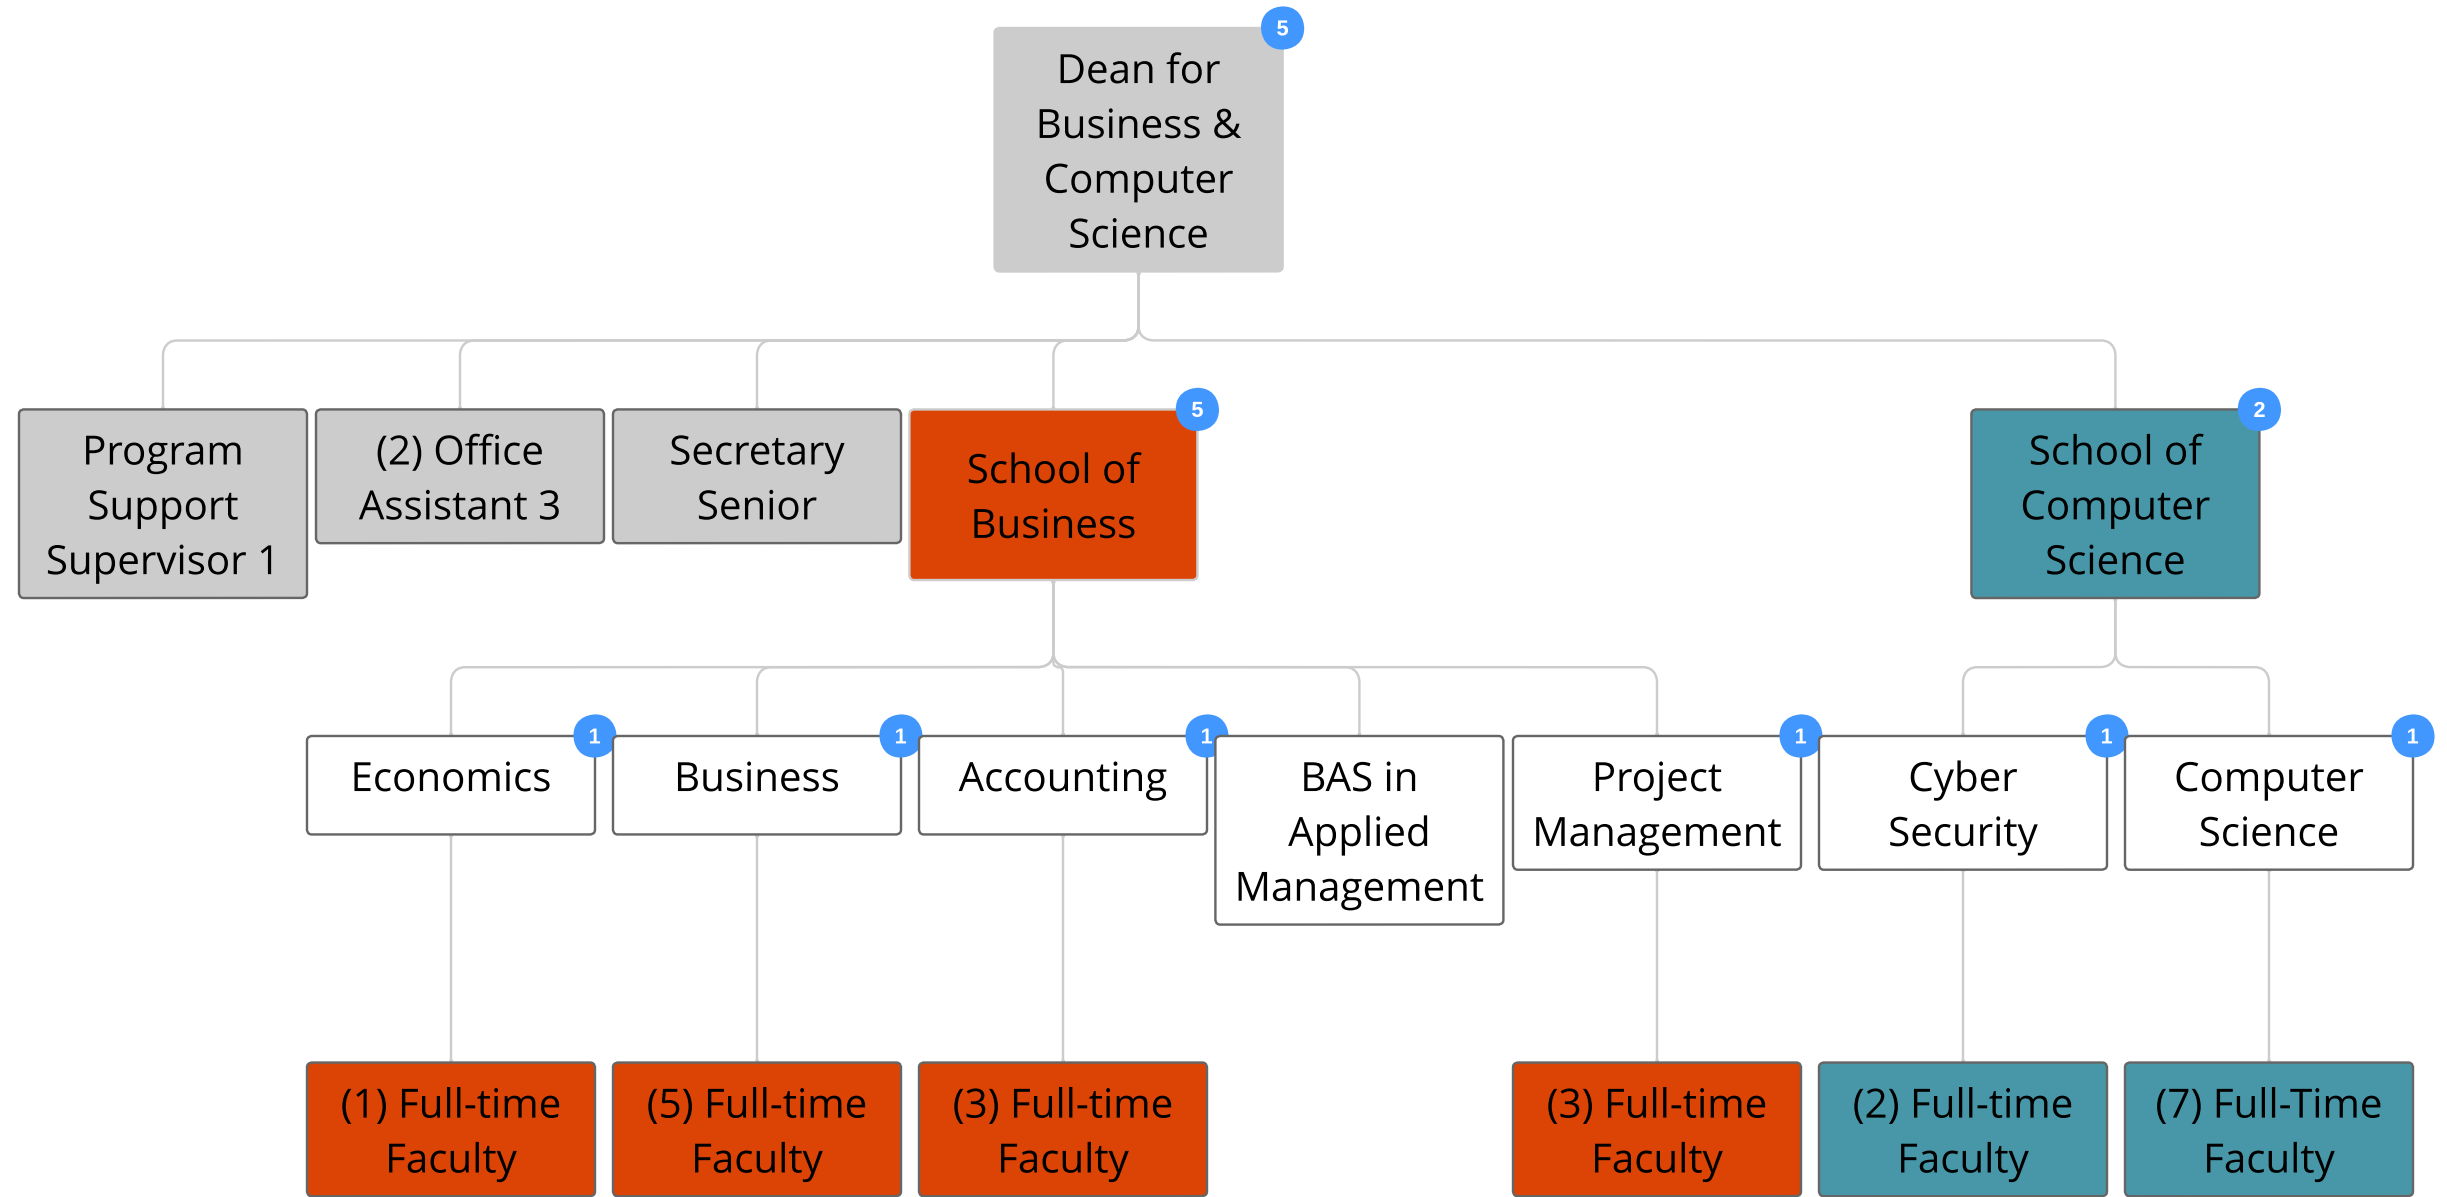 5
Dean for
Business &
Computer
Science
Program
Support
Supervisor 1
(2) Office
Assistant 3
Secretary
Senior
5
School of
Business
2
School of
Computer
Science
1
Economics
1
Business
1
Accounting
BAS in
Applied
Management
1
Project
Management
1
Cyber
Security
1
Computer
Science
(1) Full-time
Faculty
(5) Full-time
Faculty
(3) Full-time
Faculty
(3) Full-time
Faculty
(2) Full-time
Faculty
(7) Full-Time
Faculty